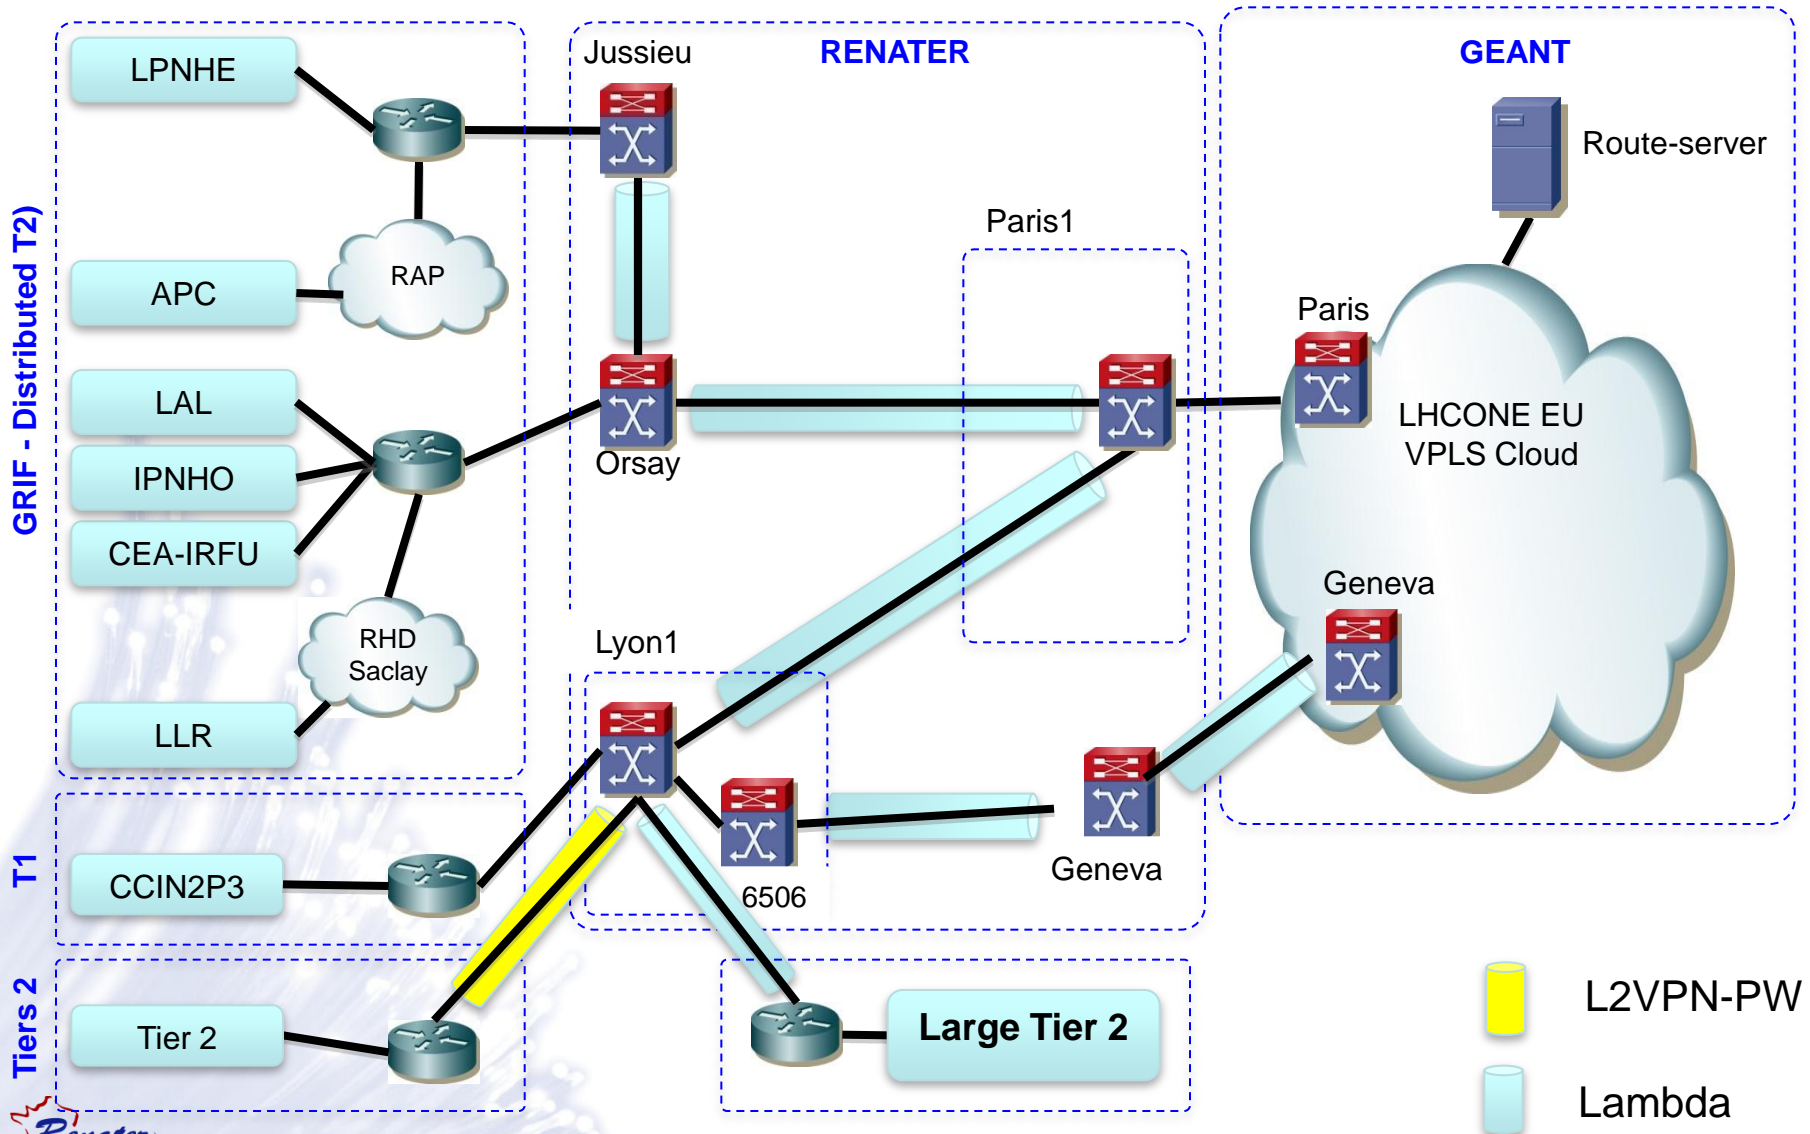 GRIF - Distributed T2)
LPNHE
APC
RAP
LAL
IPNHO
CEA-IRFU
RHD
Saclay
LLR
T1
CCIN2P3
Tiers 2
Tier 2
RENATER
Jussieu
Paris1
Orsay
Lyon1
6506
Geneva
Large Tier 2
GEANT
Route-server
Paris
LHCONE EU
VPLS Cloud
Geneva
L2VPN-PW
Lambda
Renater